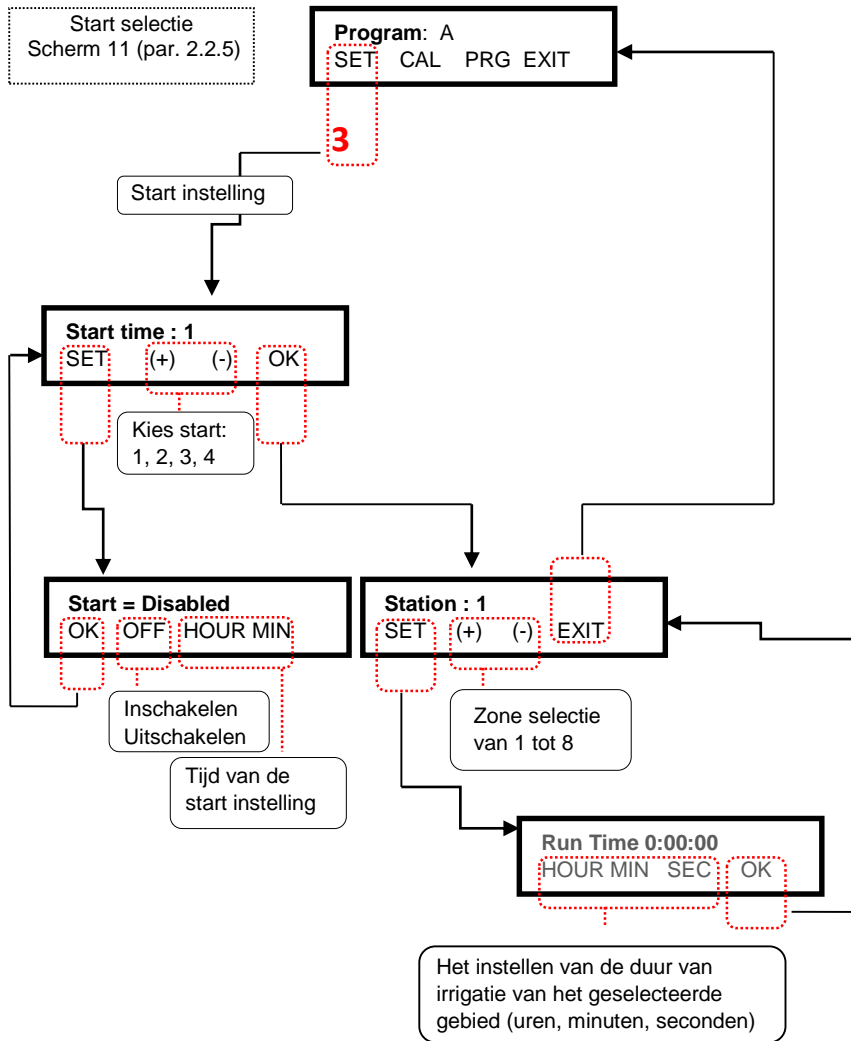 Start selectie
Scherm 11 (par. 2.2.5)
Program: A
SET CAL PRG EXIT
3
Start instelling
Start time : 1
SET (+) (-) OK
Kies start:
1, 2, 3, 4
Start = Disabled
OK OFF HOUR MIN
Station : 1
SET (+) (-) EXIT
Inschakelen
Uitschakelen
Zone selectie
van 1 tot 8
Tijd van de
start instelling
Run Time 0:00:00
HOUR MIN SEC OK
Het instellen van de duur van
irrigatie van het geselecteerde
gebied (uren, minuten, seconden)